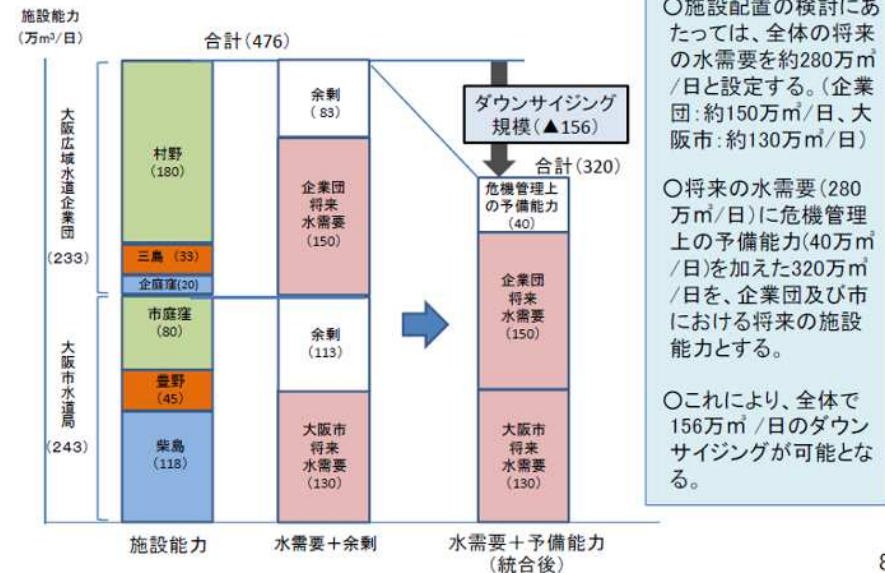 施設能力
(万m³/日)
合計(476)
大阪広域水道企業団
(233)
大阪市水道局
(243)
村野
(180)
三島 (33)
企庭窪(20)
市庭窪
(80)
豊野
(45)
柴島
(118)
余剰
(83)
企業団
将来
水需要
(150)
余剰
(113)
大阪市
将来
水需要
(130)
ダウンサイジング
規模(▲156)
合計(320)
危機管理上
の予備能力
(40)
企業団
将来
水需要
(150)
大阪市
将来
水需要
(130)
施設能力
水需要+余剰
水需要+予備能力
(統合後)
○施設配置の検討にあ
たっては、全体の将来
の水需要を約280万㎥
/日と設定する。(企業
団:約150万㎥/日、大
阪市:約130万㎥/日)
○将来の水需要(280
万㎥/日)に危機管理
上の予備能力(40万㎥
/日)を加えた320万㎥
/日を、企業団及び市
における将来の施設
能力とする。
○これにより、全体で
156万㎥ /日のダウン
サイジングが可能とな
る。
8